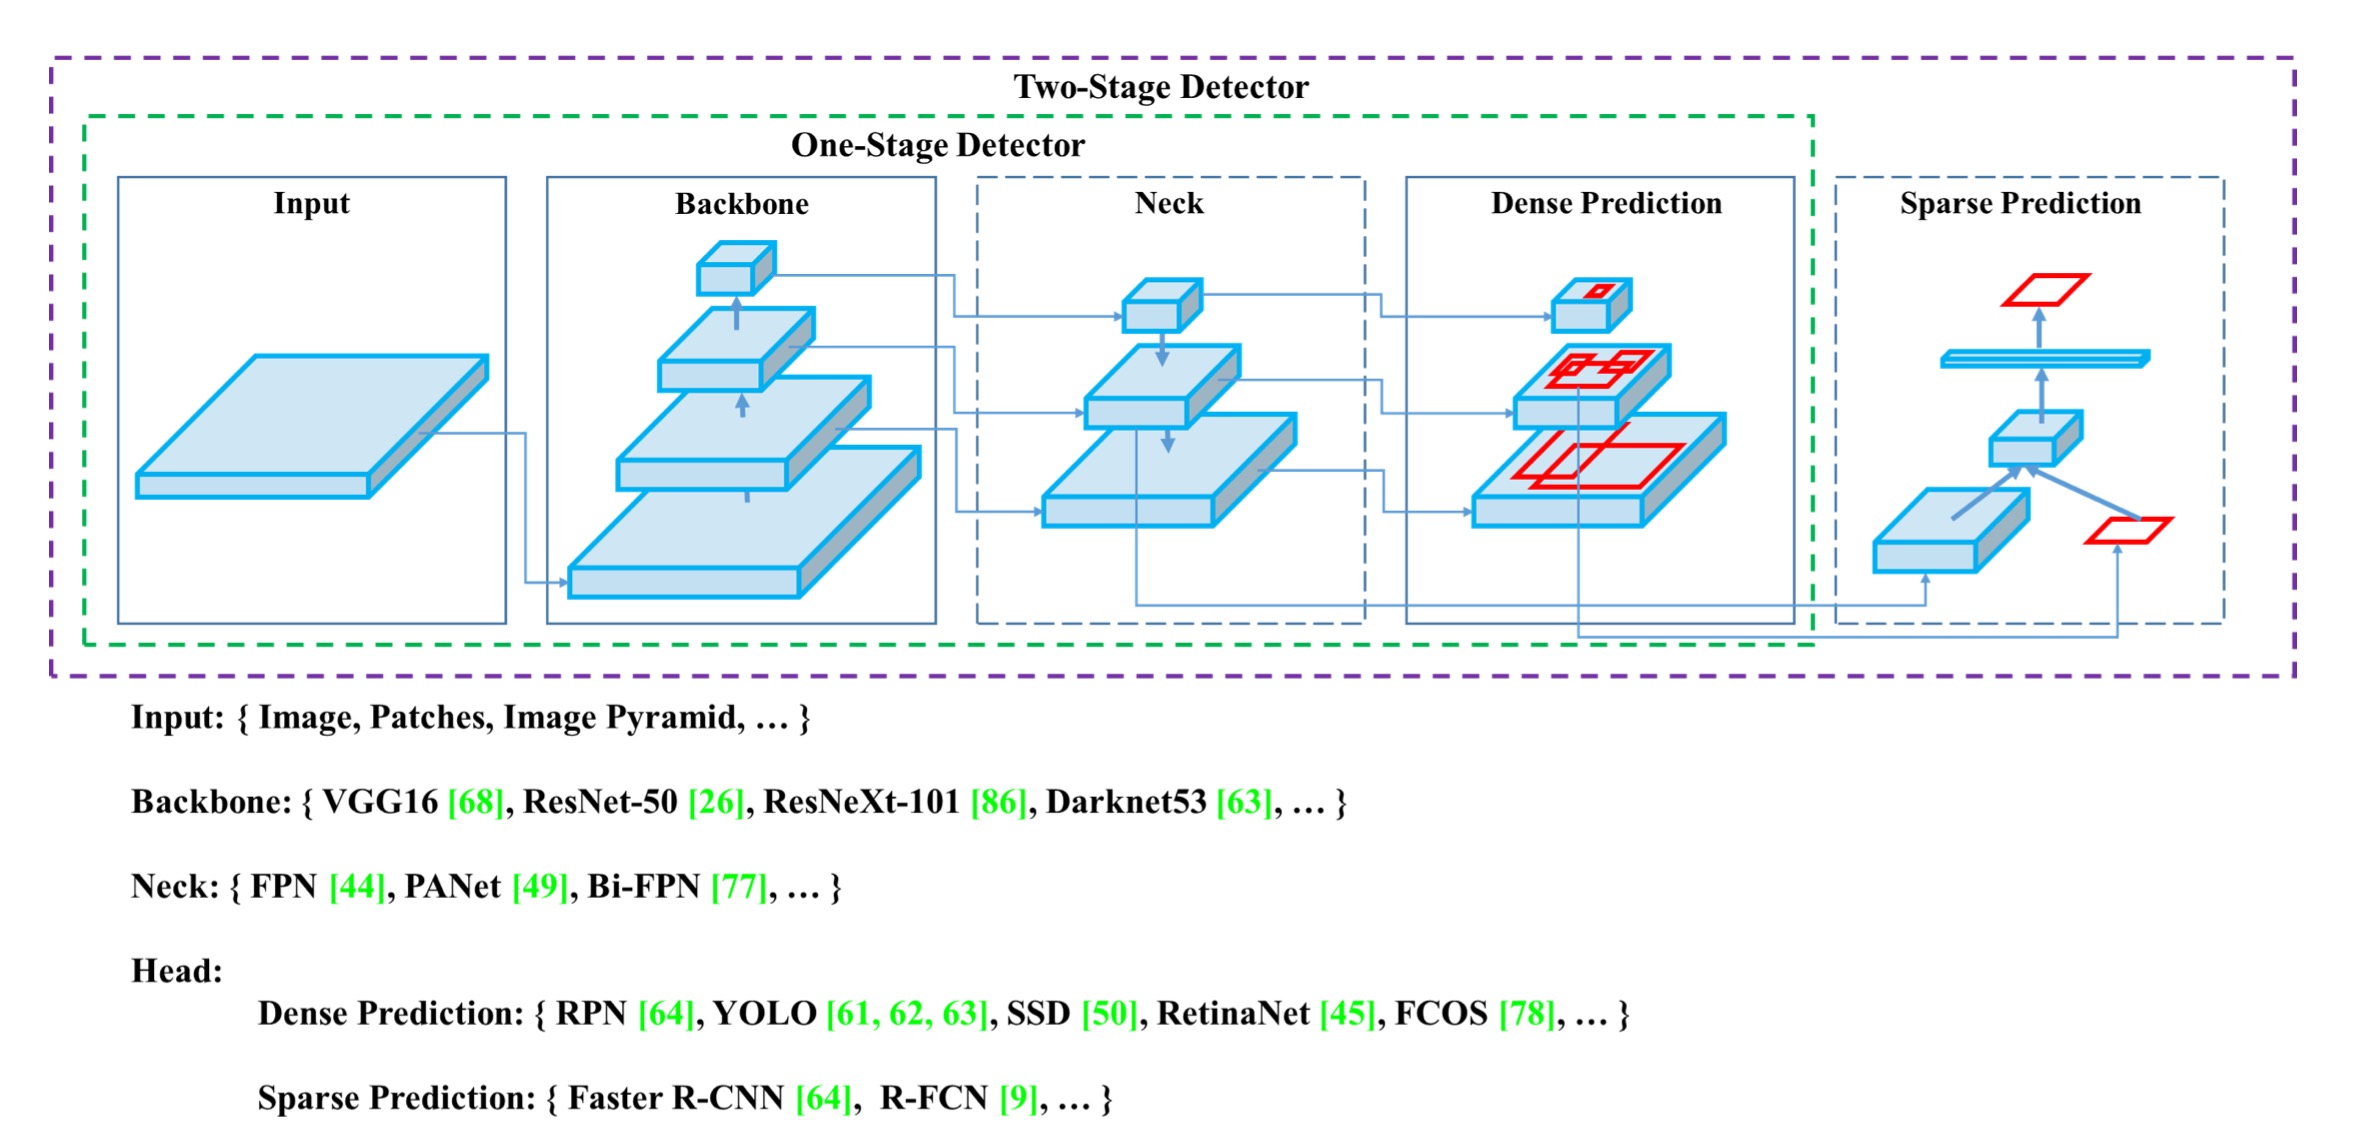 Two-Stage Detector
One-Stage Detector
Input
Backbone
Neck
Dense Prediction
Sparse Prediction
Input: { Image, Patches, Image Pyramid, … }
Backbone: { VGG16 [68], ResNet-50 [26], ResNeXt-101 [86], Darknet53 [63], … }
Neck: { FPN [44], PANet [49], Bi-FPN [77], … }
Head:
Dense Prediction: { RPN [64], YOLO [61, 62, 63], SSD [50], RetinaNet [45], FCOS [78], … }
Sparse Prediction: { Faster R-CNN [64], R-FCN [9], … }